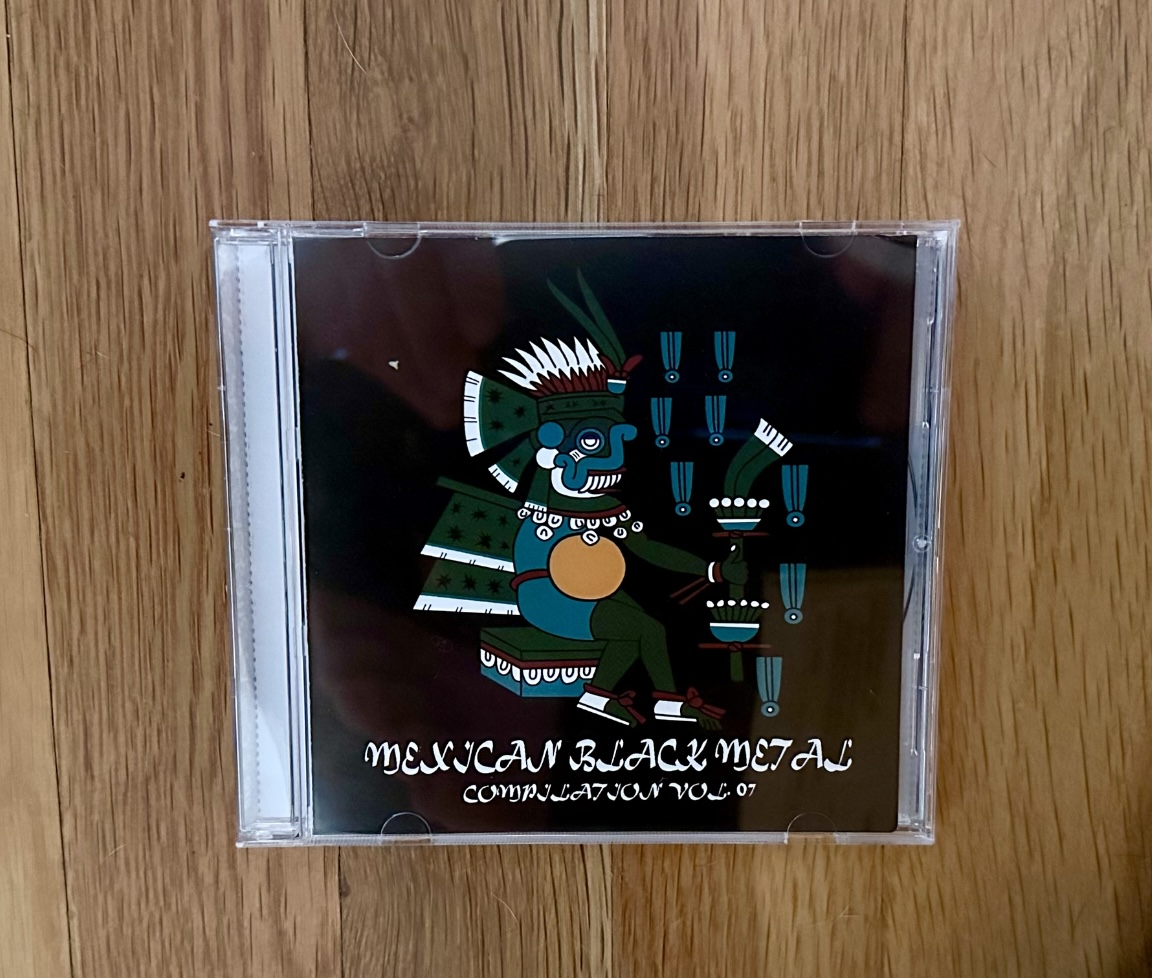 MEXICAN BLACK METAL
COMPILATION VOL. 07